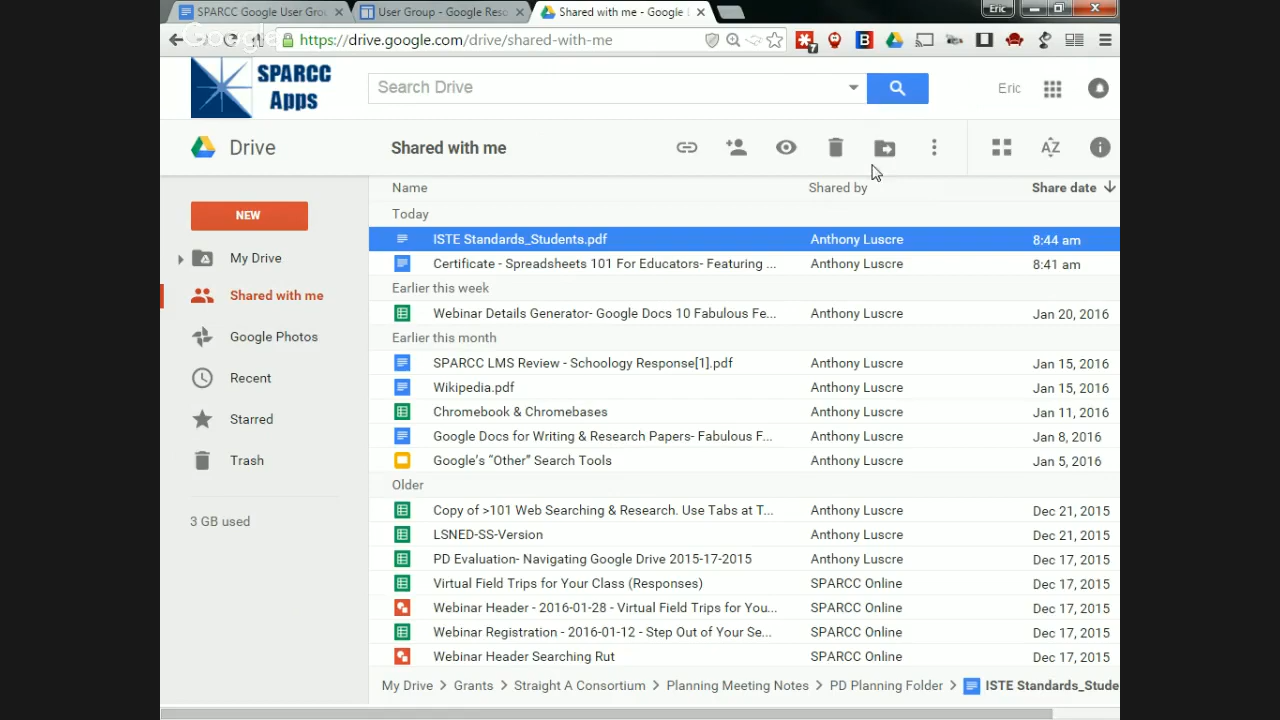 SPARCC Google User Grou
User Group - Google Reso
Shared with me - Google
Eric
https://drive.google.com/drive/shared-with-me
7
B
SPARCC
Apps
Search Drive
Eric
Drive
Shared with me
AZ
Name
Shared by
Share date
NEW
Today
ISTE Standards_Students.pdf Anthony Luscre 8:44 am
My Drive
Certificate - Spreadsheets 101 For Educators- Featuring ... Anthony Luscre 8:41 am
Earlier this week
Shared with me
Webinar Details Generator- Google Docs 10 Fabulous Fe... Anthony Luscre Jan 20, 2016
Google Photos
Earlier this month
SPARCC LMS Review - Schoology Response[1].pdf Anthony Luscre Jan 15, 2016
Recent
Wikipedia.pdf Anthony Luscre Jan 15, 2016
Chromebook & Chromebases Anthony Luscre Jan 11, 2016
Starred
Google Docs for Writing & Research Papers- Fabulous F... Anthony Luscre Jan 8, 2016
Google’s “Other” Search Tools Anthony Luscre Jan 5, 2016
Trash
Older
Copy of >101 Web Searching & Research. Use Tabs at T... Anthony Luscre Dec 21, 2015
3 GB used
LSNED-SS-Version Anthony Luscre Dec 21, 2015
PD Evaluation- Navigating Google Drive 2015-17-2015 Anthony Luscre Dec 17, 2015
Virtual Field Trips for Your Class (Responses) SPARCC Online Dec 17, 2015
Webinar Header - 2016-01-28 - Virtual Field Trips for You... SPARCC Online Dec 17, 2015
Webinar Registration - 2016-01-12 - Step Out of Your Se... SPARCC Online Dec 17, 2015
Webinar Header Searching Rut SPARCC Online Dec 17, 2015
My Drive > Grants > Straight A Consortium > Planning Meeting Notes > PD Planning Folder > ISTE Standards_Stude